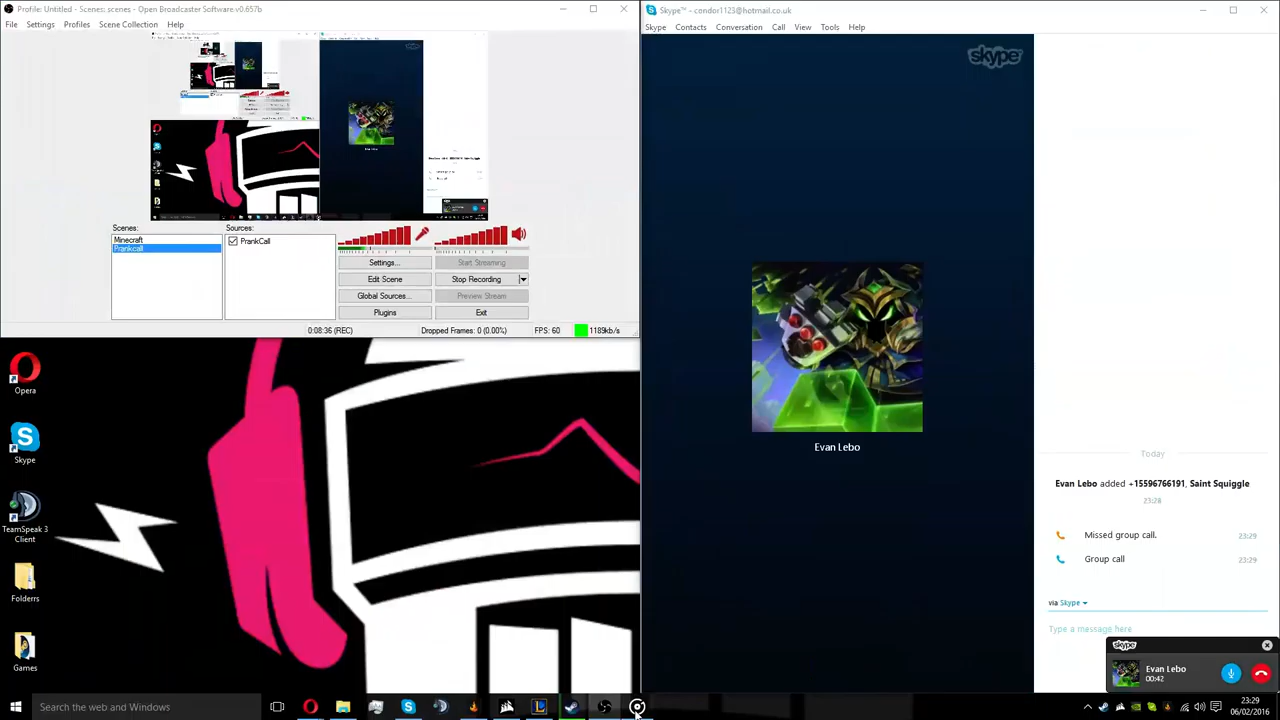 Profile: Untitled - Scenes: scenes - Open Broadcaster Software v0.657b
File Settings Profiles Scene Collection Help
Scenes:
Minecraft
Prankcall
Sources:
PrankCall
Settings...
Start Streaming
Edit Scene
Stop Recording
Global Sources...
Preview Stream
Plugins
Exit
0:08:36 (REC)
Dropped Frames: 0 (0.00%)
FPS: 60
1189kb/s
Opera
Skype
TeamSpeak 3
Client
Folderrs
Games
Skype™ - condor1123@hotmail.co.uk
Skype Contacts Conversation Call View Tools Help
skype
Evan Lebo
Today
Evan Lebo added +15596766191, Saint Squiggle
23:28
Missed group call. 23:29
Group call 23:29
via Skype
Type a message here
skype
Evan Lebo
00:42
Search the web and Windows
23:29
06/02/2016